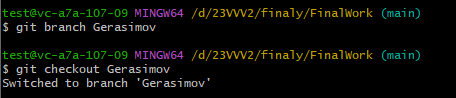 test@vc-a7a-107-09 MINGW64 /d/23VVV2/finaly/FinalWork (main)
$ git branch Gerasimov
test@vc-a7a-107-09 MINGW64 /d/23VVV2/finaly/FinalWork (main)
$ git checkout Gerasimov
Switched to branch 'Gerasimov'